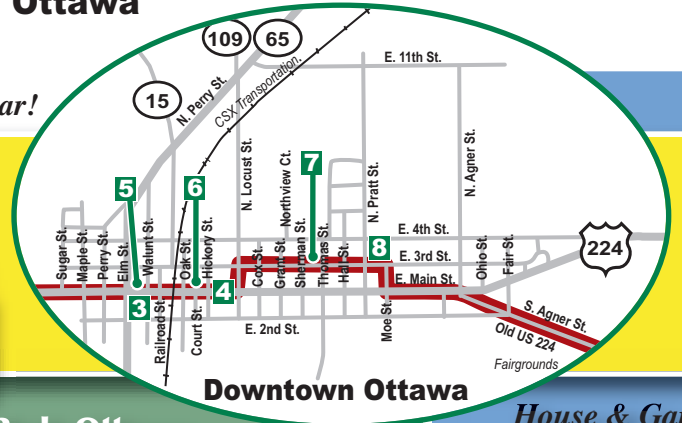 Ottawa
109
65
15
ar!
N. Perry St.
CSX Transportation.
E. 11th St.
N. Locust St.
Northview Ct.
N. Pratt St.
N. Agner St.
5
6
7
8
224
Sugar St.
Maple St.
Perry St.
Elm St.
Walunt St.
Oak St.
Hickory St.
Cox St.
Grant St.
Sherman St.
Thomas St.
Hall St.
E. 4th St.
E. 3rd St.
E. Main St.
Ohio St.
Fair St.
3
4
Railroad St.
Court St.
E. 2nd St.
Moe St.
S. Agner St.
Old US 224
Fairgrounds
Downtown Ottawa
House & Gar